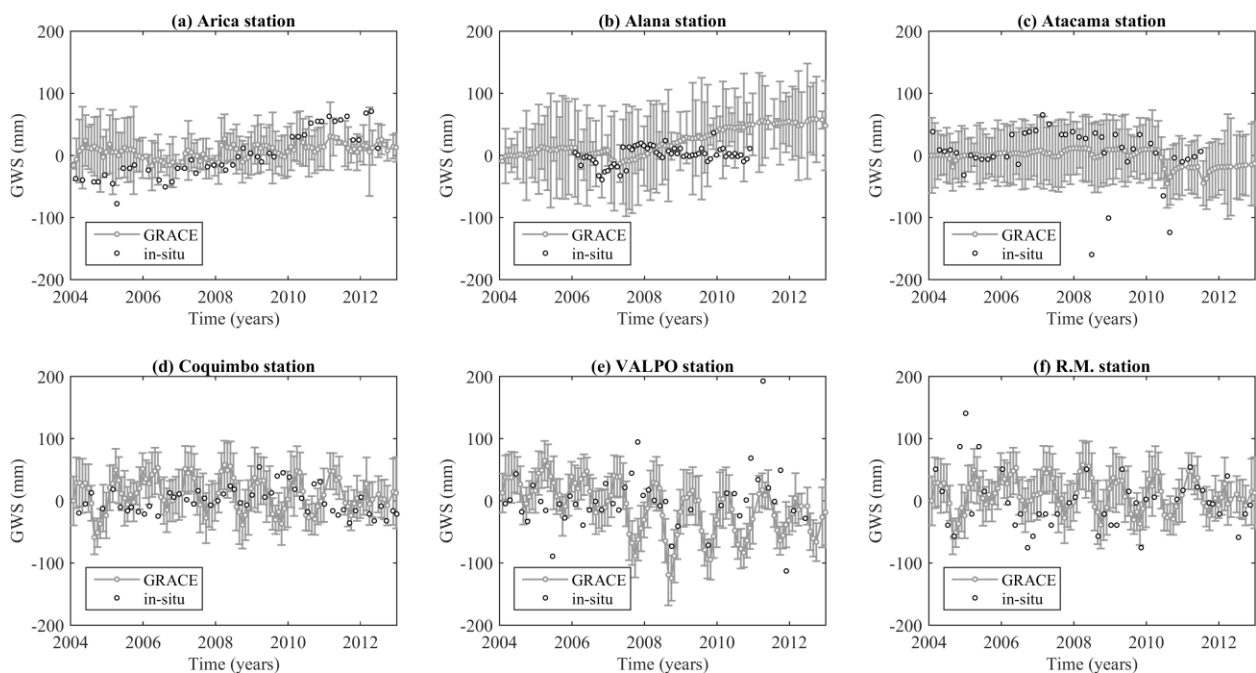 (a) Arica station
(b) Alana station
(c) Atacama station
200
100
0
-100
-200
GWS (mm)
GRACE
in-situ
2004 2006 2008 2010 2012
Time (years)
200
100
0
-100
-200
GWS (mm)
GRACE
in-situ
2004 2006 2008 2010 2012
Time (years)
200
100
0
-100
-200
GWS (mm)
GRACE
in-situ
2004 2006 2008 2010 2012
Time (years)
(d) Coquimbo station
(e) VALPO station
(f) R.M. station
200
100
0
-100
-200
GWS (mm)
GRACE
in-situ
2004 2006 2008 2010 2012
Time (years)
200
100
0
-100
-200
GWS (mm)
GRACE
in-situ
2004 2006 2008 2010 2012
Time (years)
200
100
0
-100
-200
GWS (mm)
GRACE
in-situ
2004 2006 2008 2010 2012
Time (years)